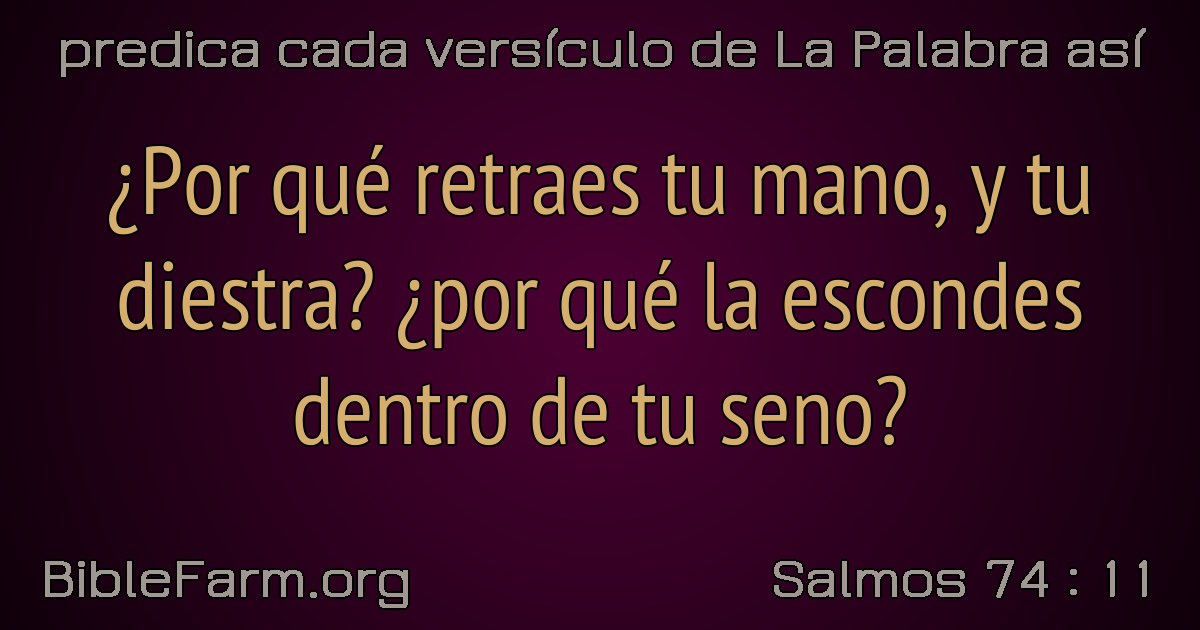 predica cada versículo de La Palabra así
¿Por qué retraes tu mano, y tu
diestra? ¿por qué la escondes
dentro de tu seno?
BibleFarm.org
Salmos 74 : 11